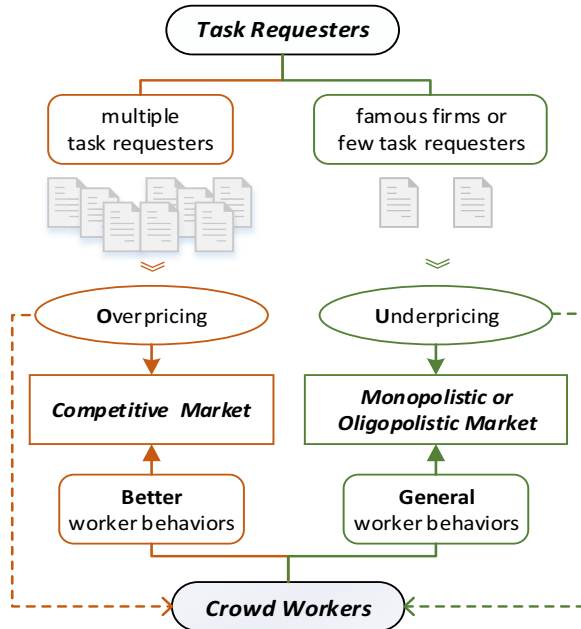 Task Requesters
multiple
task requesters
famous firms or
few task requesters
Overpricing
Underpricing
Competitive Market
Monopolistic or
Oligopolistic Market
Better
worker behaviors
General
worker behaviors
Crowd Workers